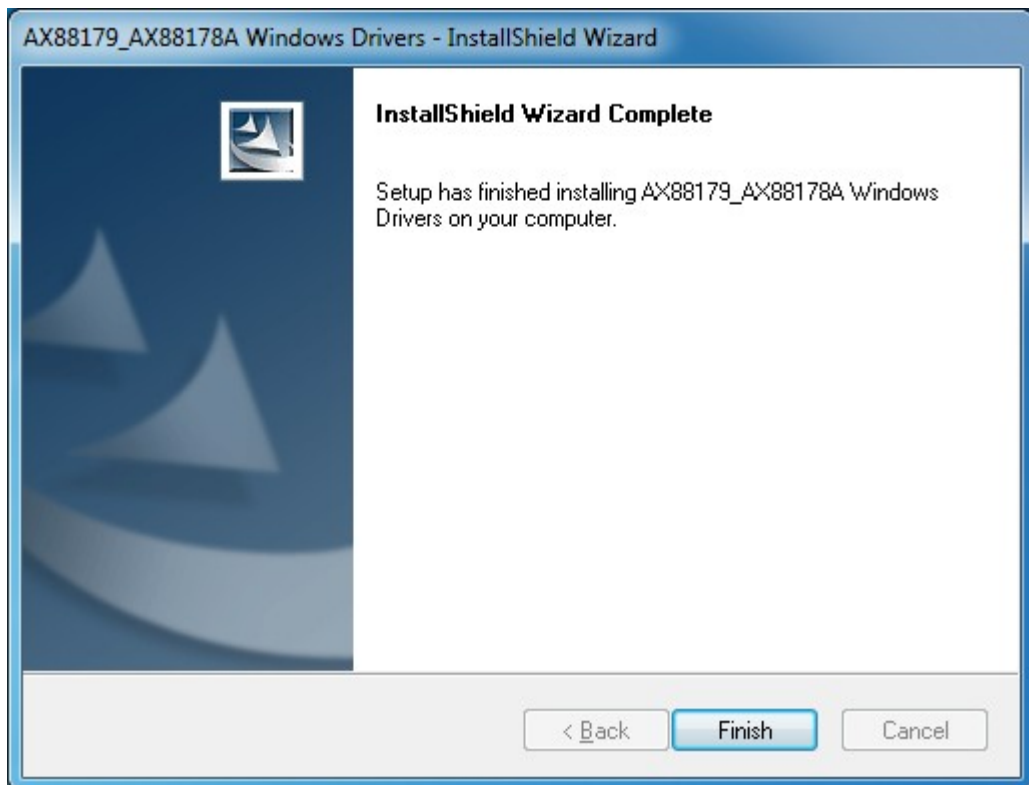 AX88179_AX88178A Windows Drivers - InstallShield Wizard
InstallShield Wizard Complete
Setup has finished installing AX88179_AX88178A Windows
Drivers on your computer.
< Back
Finish
Cancel